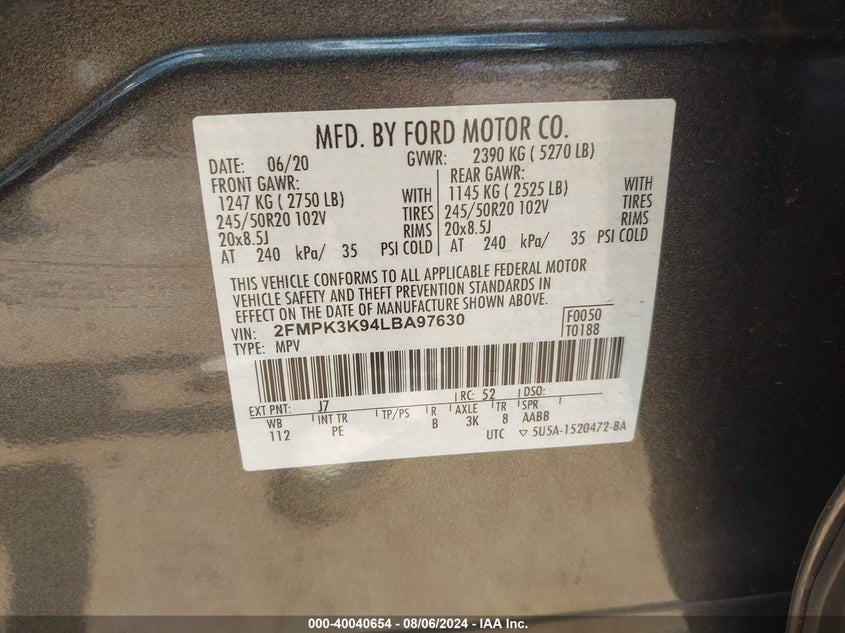 MFD. BY FORD MOTOR CO.
DATE: 06/20 GVWR: 2390 KG ( 5270 LB)
FRONT GAWR: REAR GAWR:
1247 KG ( 2750 LB) WITH 1145 KG ( 2525 LB) WITH
245/50R20 102V TIRES 245/50R20 102V TIRES
20x8.5J RIMS 20x8.5J RIMS
AT 240 kPa/ 35 PSI COLD AT 240 kPa/ 35 PSI COLD
THIS VEHICLE CONFORMS TO ALL APPLICABLE FEDERAL MOTOR
VEHICLE SAFETY AND THEFT PREVENTION STANDARDS IN
EFFECT ON THE DATE OF MANUFACTURE SHOWN ABOVE.
VIN: 2FMPK3K94LBA97630 F0050
TYPE: MPV T0188
EXT PNT: J7 RC: 52 DSO:
WB INT TR TP/PS R AXLE TR SPR
112 PE B 3K 8 AABB
UTC ▽ 5U5A-1520472-BA
000-40040654 - 08/06/2024 - IAA Inc.